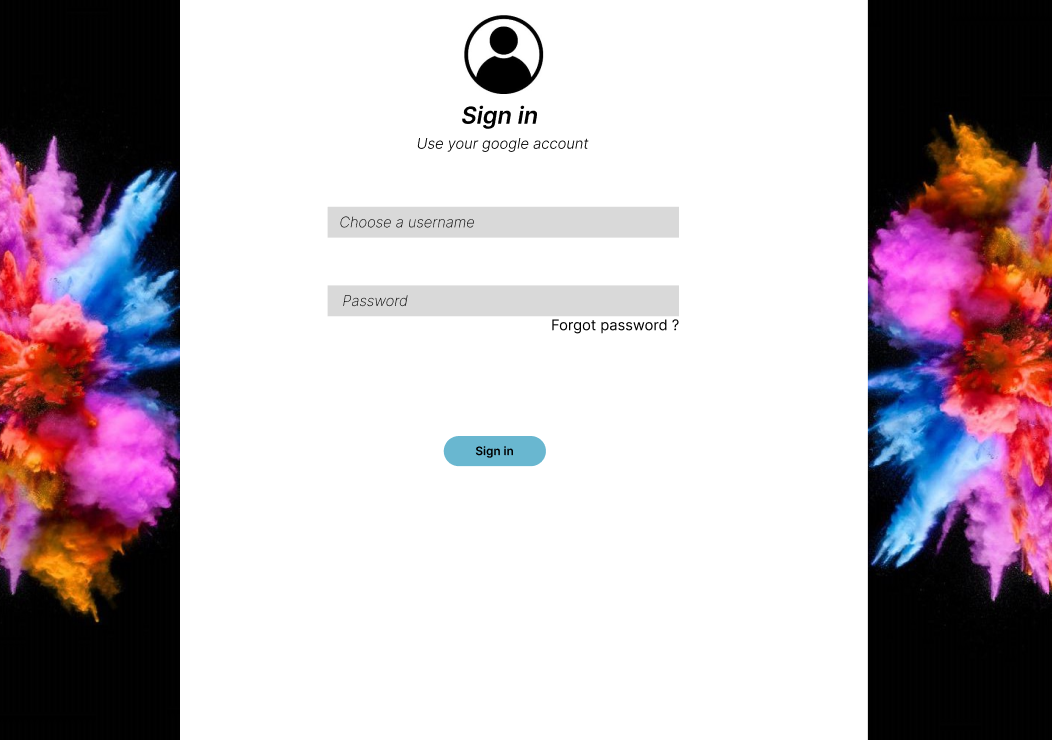 Sign in
Use your google account
Choose a username
Password
Forgot password ?
Sign in